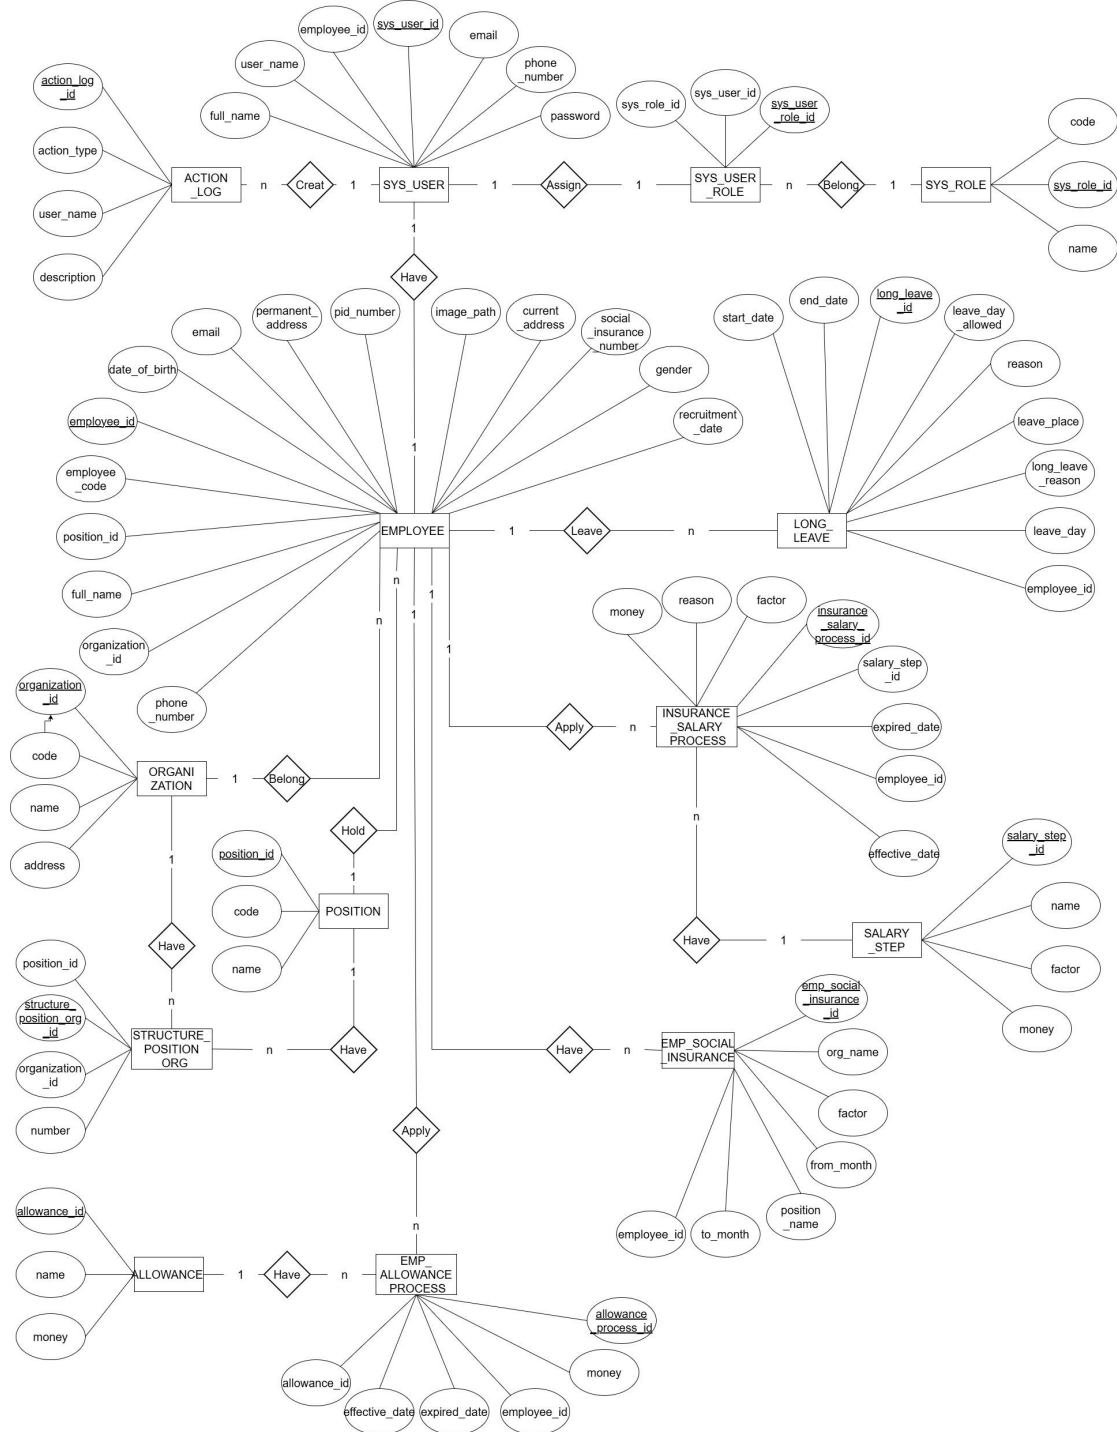 sys_user_id
employee_id
email
user_name
phone
_number
full_name
password
action_log
_id
action_type
user_name
description
ACTION
_LOG
n
Creat
1
SYS_USER
1
Assign
1
sys_role_id
sys_user_id
sys_user
_role_id
SYS_USER
_ROLE
n
Belong
1
SYS_ROLE
code
sys_role_id
name
1
Have
1
permanent_
address
pid_number
image_path
current
_address
social
_insurance
_number
email
gender
date_of_birth
recruitment
_date
employee_id
employee
_code
position_id
full_name
organization
_id
phone
_number
EMPLOYEE
1
Leave
n
LONG_
LEAVE
start_date
end_date
long_leave
_id
leave_day
_allowed
reason
leave_place
long_leave
_reason
leave_day
employee_id
n
n
1
1
1
money
reason
factor
insurance
_salary_
process_id
salary_step
_id
expired_date
employee_id
effective_date
Apply
n
INSURANCE
_SALARY_
PROCESS
organization
_id
code
name
address
ORGANI
ZATION
1
Belong
Hold
1
position_id
code
name
POSITION
1
Have
n
1
Have
n
position_id
structure_
position_org
_id
organization
_id
number
STRUCTURE_
POSITION_
ORG
n
Have
1
SALARY
_STEP
salary_step
_id
name
factor
money
Have
n
EMP_SOCIAL
_INSURANCE
emp_social
_insurance
_id
org_name
factor
from_month
position
_name
to_month
employee_id
Apply
n
allowance_id
name
money
ALLOWANCE
1
Have
n
EMP_
ALLOWANCE_
PROCESS
allowance
_process_id
money
allowance_id
effective_date
expired_date
employee_id